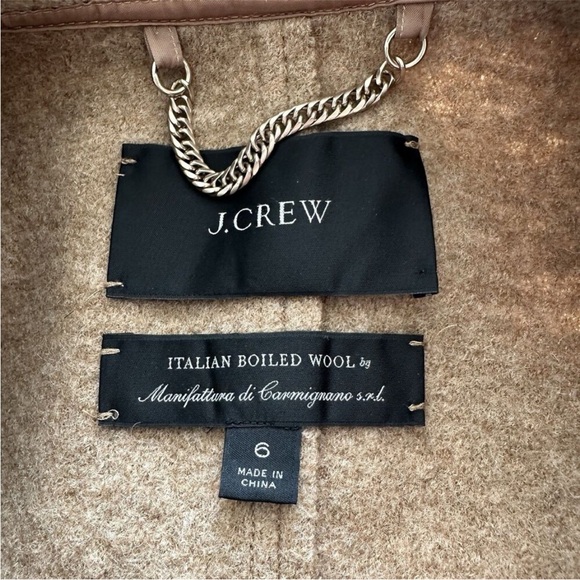 J.CREW
ITALIAN BOILED WOOL by
Manifattura di Carmignano s.r.l.
6
MADE IN
CHINA